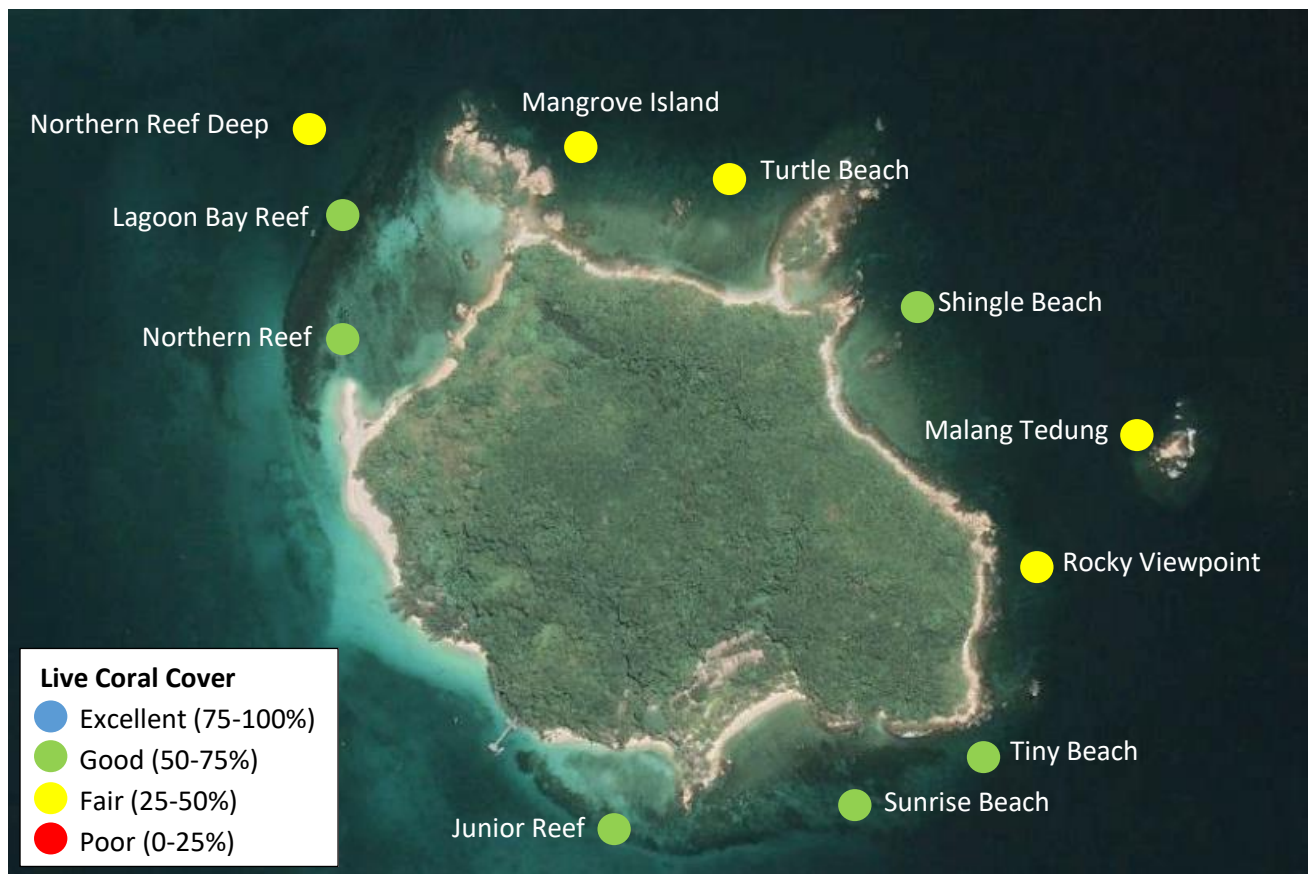 Mangrove Island
Northern Reef Deep
Turtle Beach
Lagoon Bay Reef
Shingle Beach
Northern Reef
Malang Tedung
Rocky Viewpoint
Live Coral Cover
Excellent (75-100%)
Good (50-75%)
Fair (25-50%)
Poor (0-25%)
Tiny Beach
Sunrise Beach
Junior Reef